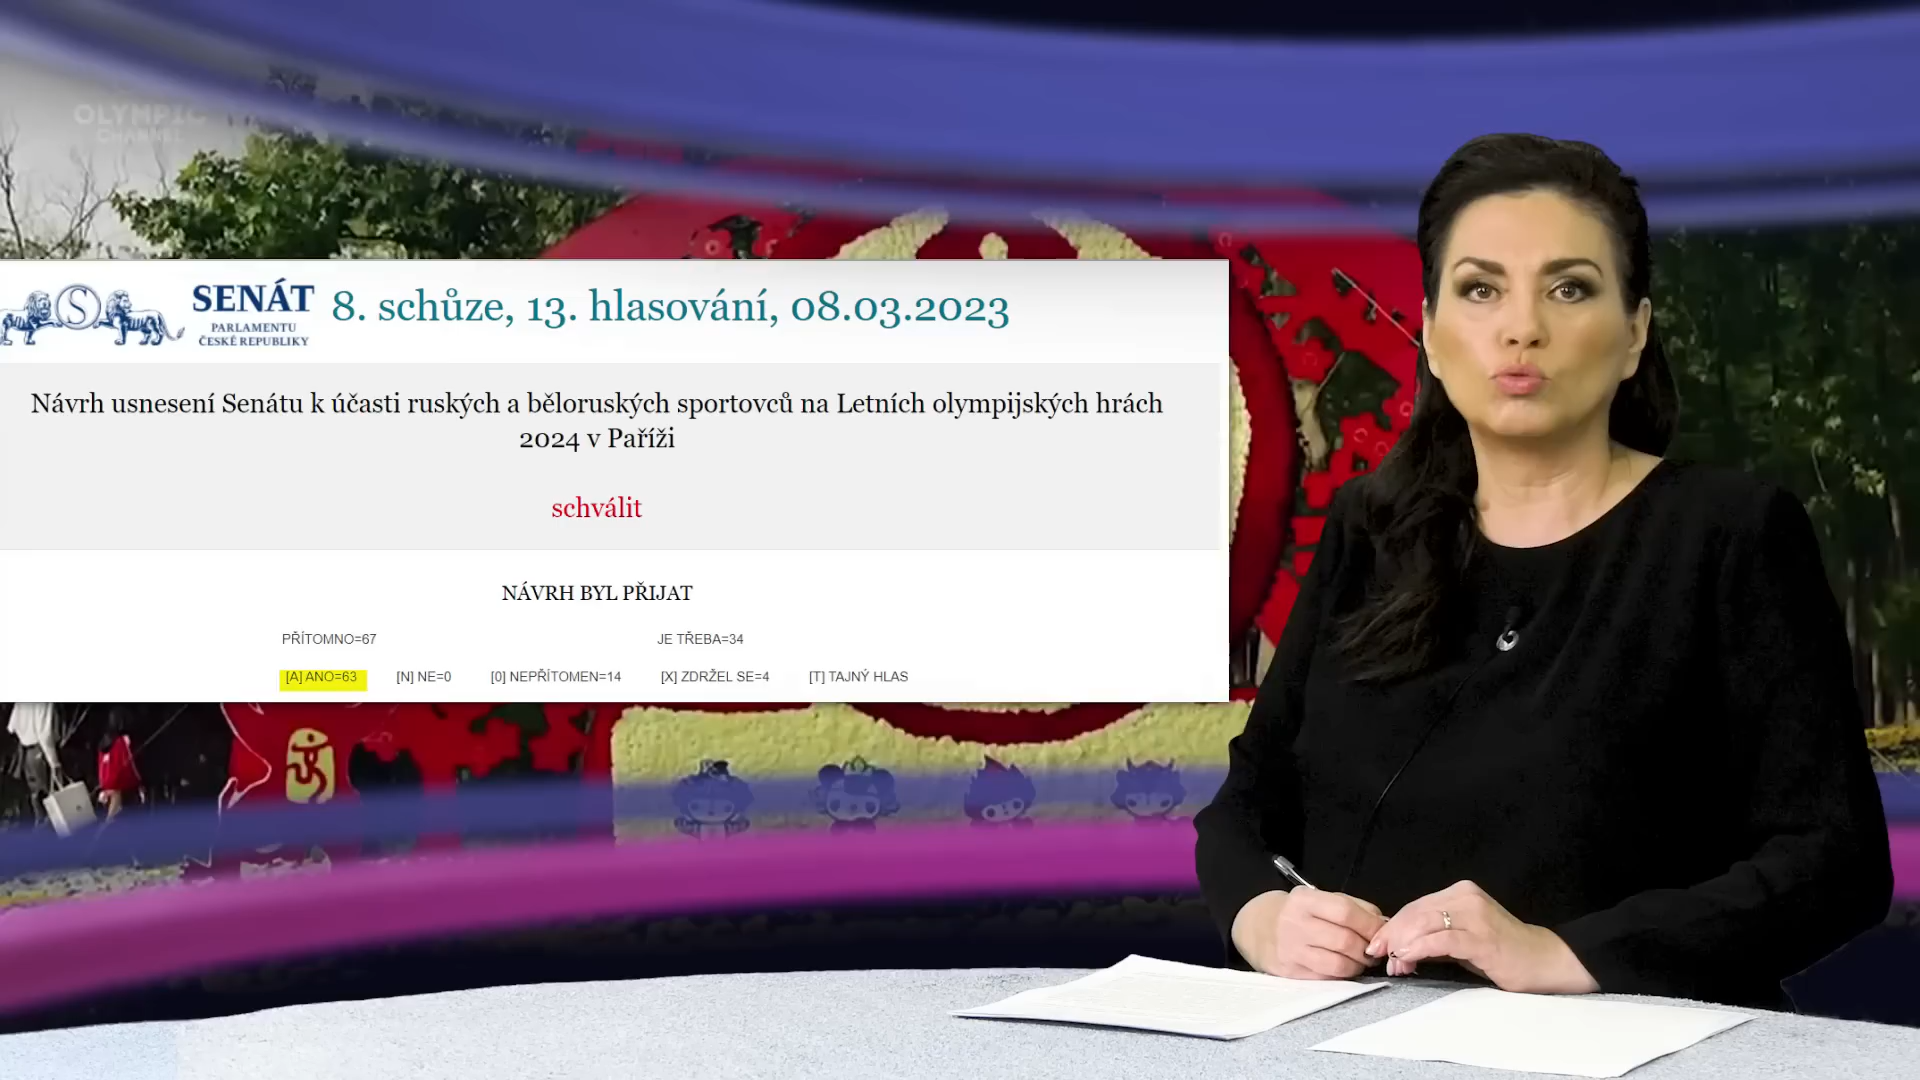 OLYMPIC
CHANNEL
SENÁT
PARLAMENTU
ČESKÉ REPUBLIKY
8. schůze, 13. hlasování, 08.03.2023
Návrh usnesení Senátu k účasti ruských a běloruských sportovců na Letních olympijských hrách
2024 v Paříži
schválit
NÁVRH BYL PŘIJAT
PŘÍTOMNO=67 JE TŘEBA=34
[A] ANO=63 [N] NE=0 [0] NEPŘÍTOMEN=14 [X] ZDRŽEL SE=4 [T] TAJNÝ HLAS